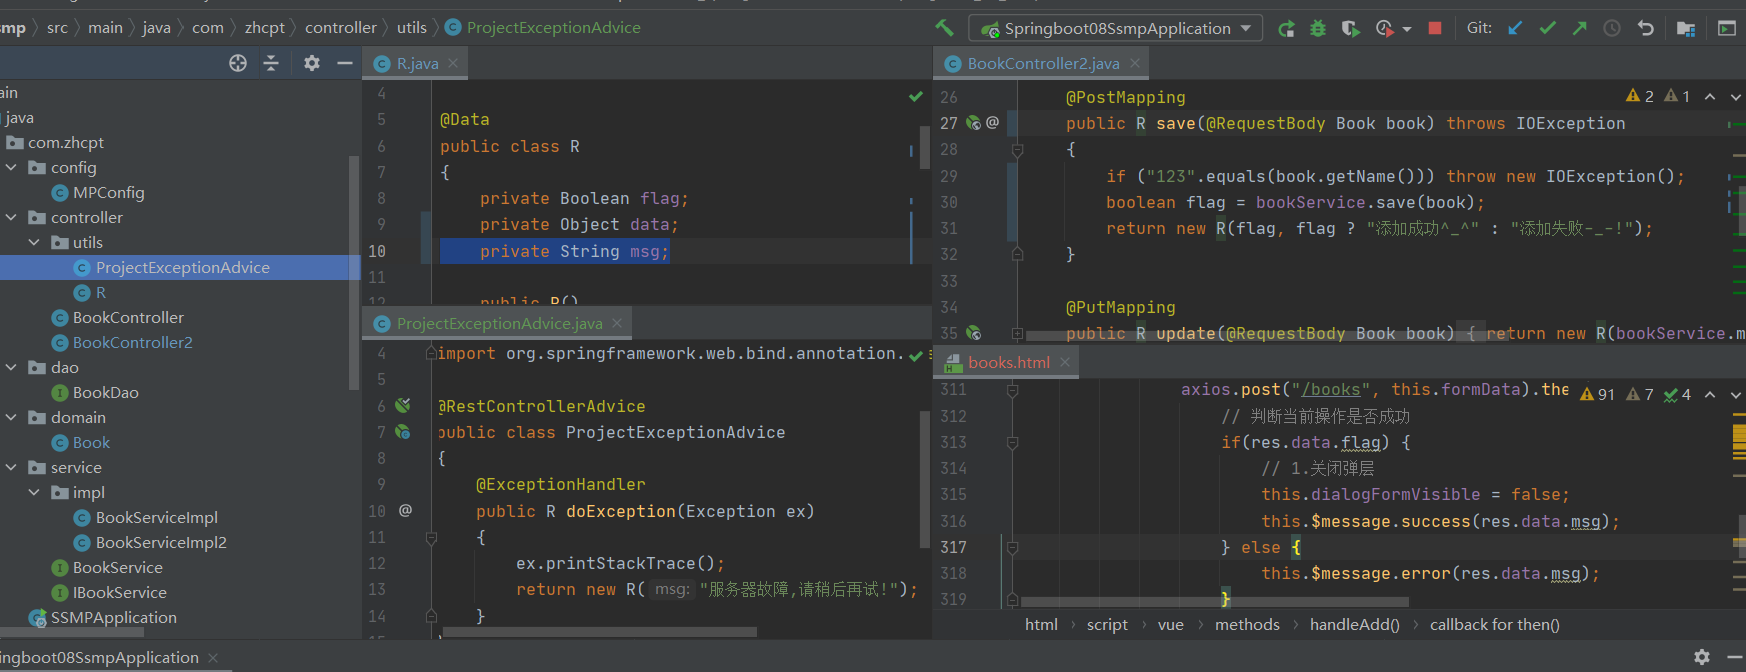 smp src main java com zhcpt controller utils ProjectExceptionAdvice
Springboot08SsmpApplication
Git:
ain
java
com.zhcpt
config
MPConfig
controller
utils
ProjectExceptionAdvice
R
BookController
BookController2
dao
BookDao
domain
Book
service
impl
BookServiceImpl
BookServiceImpl2
BookService
IBookService
SSMPApplication
R.java
4
5 @Data
6 public class R
7 {
8 private Boolean flag;
9 private Object data;
10 private String msg;
11
12 public R()
ProjectExceptionAdvice.java
4 import org.springframework.web.bind.annotation.
5
6 @RestControllerAdvice
7 public class ProjectExceptionAdvice
8 {
9 @ExceptionHandler
10 @ public R doException(Exception ex)
11 {
12 ex.printStackTrace();
13 return new R( msg: "服务器故障,请稍后再试!");
14 }
BookController2.java
2 1
26 @PostMapping
27 @ public R save(@RequestBody Book book) throws IOException
28 {
29 if ("123".equals(book.getName())) throw new IOException();
30 boolean flag = bookService.save(book);
31 return new R(flag, flag ? "添加成功^_^" : "添加失败-_-!");
32 }
33
34 @PutMapping
35 public R update(@RequestBody Book book) { return new R(bookService.m
books.html
91 7 4
311 axios.post("/books", this.formData).the
312 // 判断当前操作是否成功
313 if(res.data.flag) {
314 // 1.关闭弹层
315 this.dialogFormVisible = false;
316 this.$message.success(res.data.msg);
317 } else {
318 this.$message.error(res.data.msg);
319 }
html script vue methods handleAdd() callback for then()
ingboot08SsmpApplication